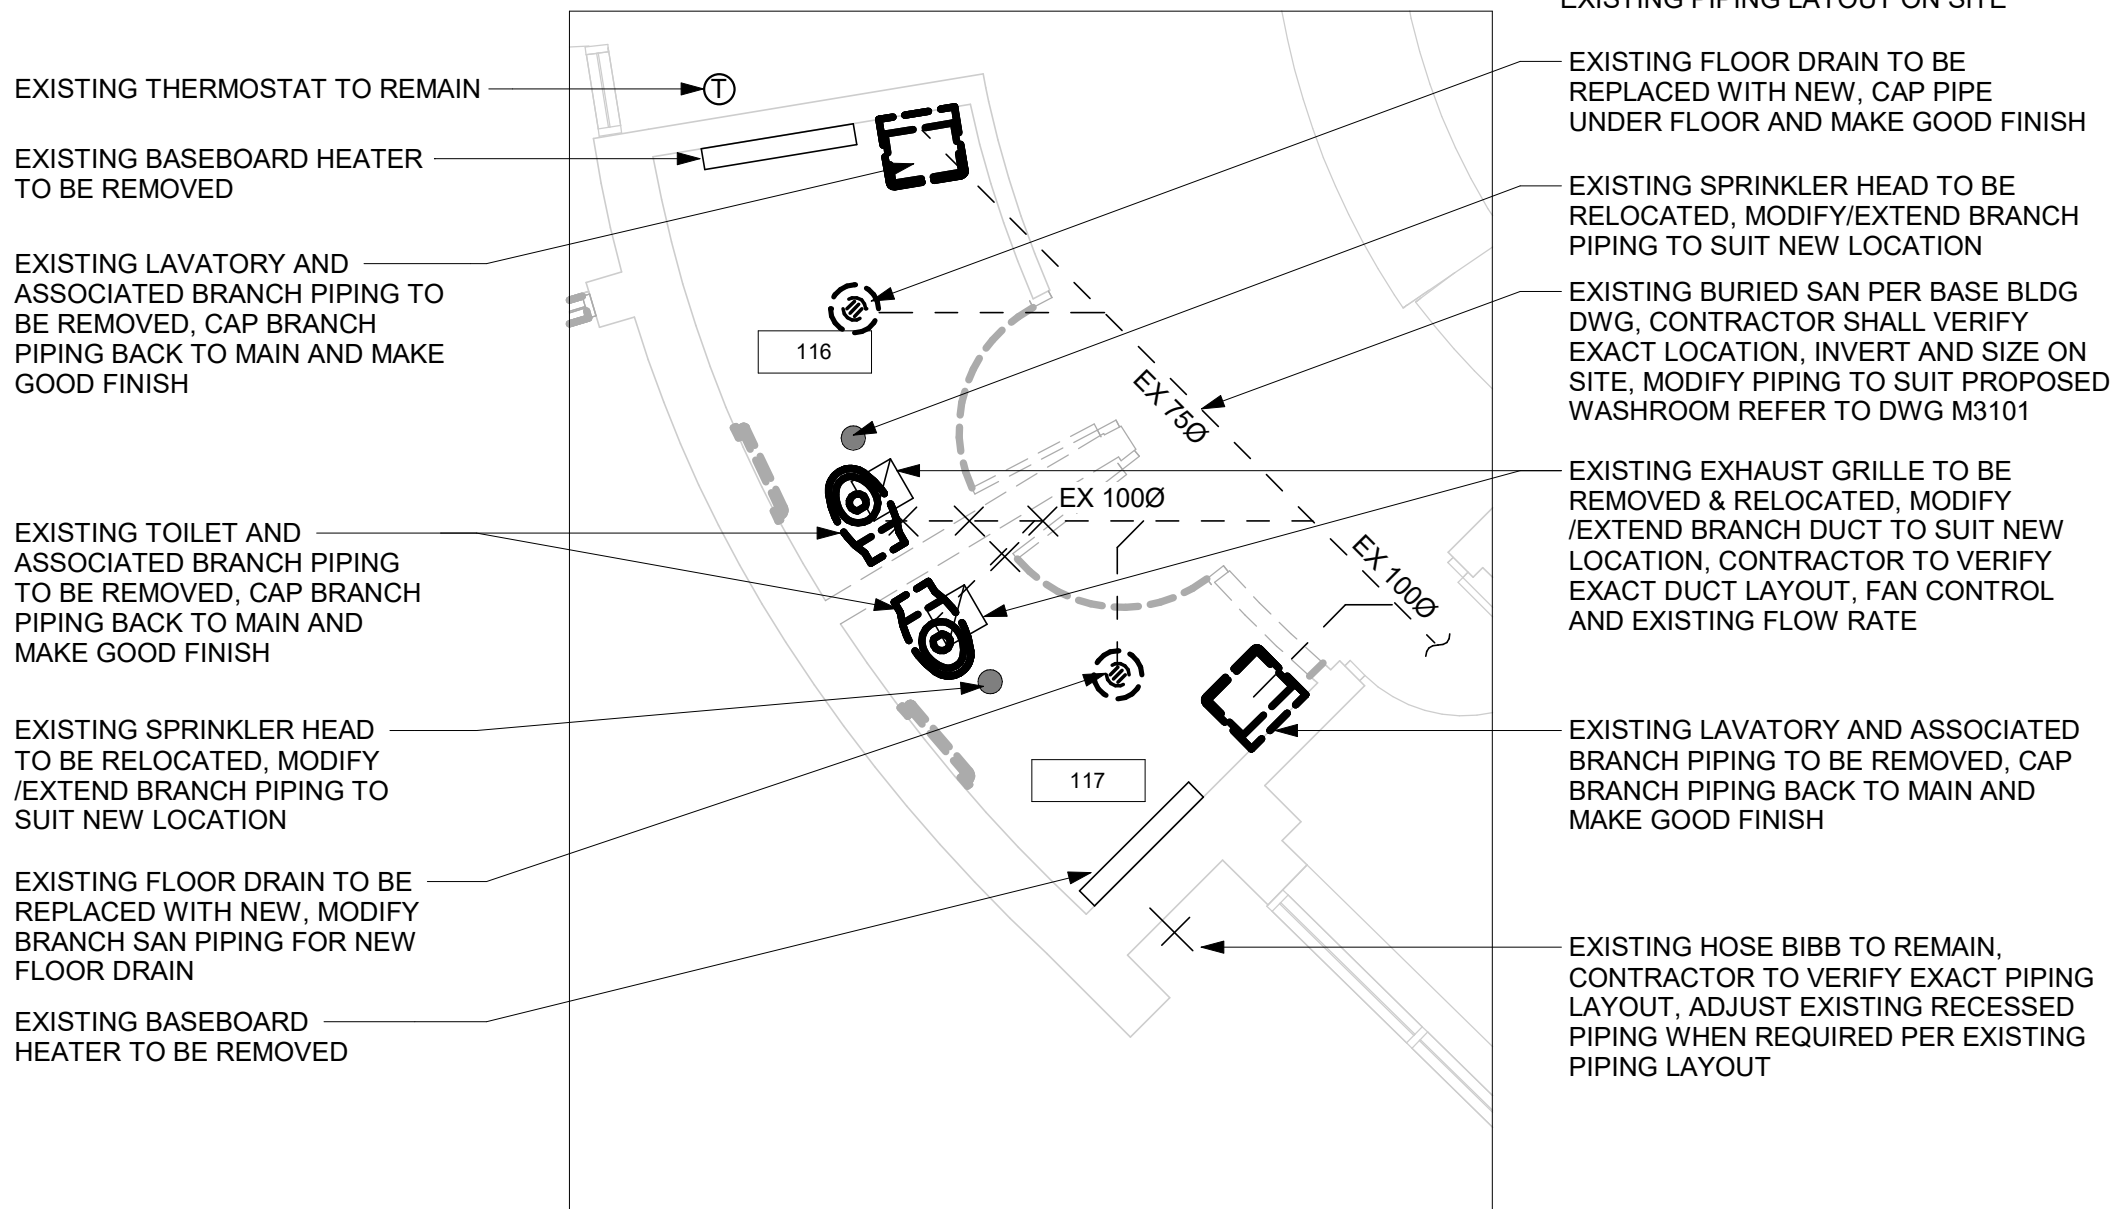 EXISTING PIPING LAYOUT ON SITE
EXISTING THERMOSTAT TO REMAIN
EXISTING BASEBOARD HEATER
TO BE REMOVED
EXISTING LAVATORY AND
ASSOCIATED BRANCH PIPING TO
BE REMOVED, CAP BRANCH
PIPING BACK TO MAIN AND MAKE
GOOD FINISH
EXISTING TOILET AND
ASSOCIATED BRANCH PIPING
TO BE REMOVED, CAP BRANCH
PIPING BACK TO MAIN AND
MAKE GOOD FINISH
EXISTING SPRINKLER HEAD
TO BE RELOCATED, MODIFY
/EXTEND BRANCH PIPING TO
SUIT NEW LOCATION
EXISTING FLOOR DRAIN TO BE
REPLACED WITH NEW, MODIFY
BRANCH SAN PIPING FOR NEW
FLOOR DRAIN
EXISTING BASEBOARD
HEATER TO BE REMOVED
T
116
EX 75Ø
EX 100Ø
EX 100Ø
117
EXISTING FLOOR DRAIN TO BE
REPLACED WITH NEW, CAP PIPE
UNDER FLOOR AND MAKE GOOD FINISH
EXISTING SPRINKLER HEAD TO BE
RELOCATED, MODIFY/EXTEND BRANCH
PIPING TO SUIT NEW LOCATION
EXISTING BURIED SAN PER BASE BLDG
DWG, CONTRACTOR SHALL VERIFY
EXACT LOCATION, INVERT AND SIZE ON
SITE, MODIFY PIPING TO SUIT PROPOSED
WASHROOM REFER TO DWG M3101
EXISTING EXHAUST GRILLE TO BE
REMOVED & RELOCATED, MODIFY
/EXTEND BRANCH DUCT TO SUIT NEW
LOCATION, CONTRACTOR TO VERIFY
EXACT DUCT LAYOUT, FAN CONTROL
AND EXISTING FLOW RATE
EXISTING LAVATORY AND ASSOCIATED
BRANCH PIPING TO BE REMOVED, CAP
BRANCH PIPING BACK TO MAIN AND
MAKE GOOD FINISH
EXISTING HOSE BIBB TO REMAIN,
CONTRACTOR TO VERIFY EXACT PIPING
LAYOUT, ADJUST EXISTING RECESSED
PIPING WHEN REQUIRED PER EXISTING
PIPING LAYOUT